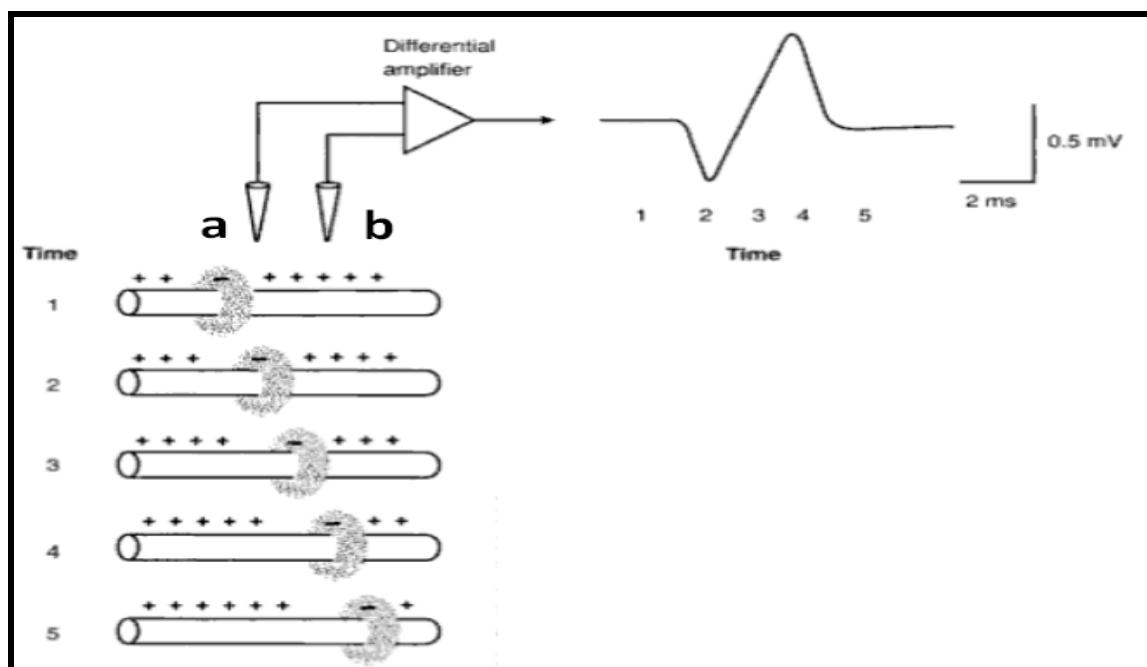 Differential
amplifier
0.5 mV
2 ms
1 2 3 4 5
Time
a b
Time
+ + - + + + + +
1
+ + + - + + + +
2
+ + + + - + + +
3
+ + + + + - + +
4
+ + + + + + - +
5